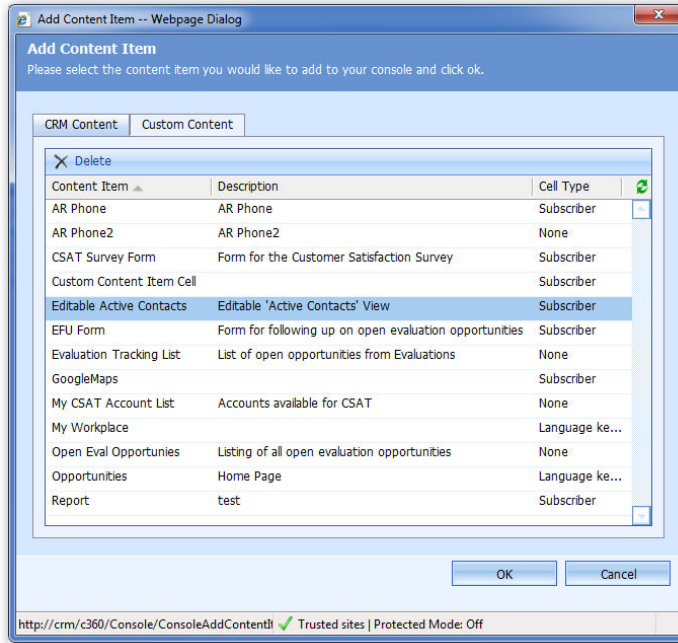 Add Content Item -- Webpage Dialog
Add Content Item
Please select the content item you would like to add to your console and click ok.
CRM Content Custom Content
Delete
Content Item Description Cell Type
AR Phone AR Phone Subscriber
AR Phone2 AR Phone2 None
CSAT Survey Form Form for the Customer Satisfaction Survey Subscriber
Custom Content Item Cell Subscriber
Editable Active Contacts Editable 'Active Contacts' View Subscriber
EFU Form Form for following up on open evaluation opportunities Subscriber
Evaluation Tracking List List of open opportunities from Evaluations None
GoogleMaps Subscriber
My CSAT Account List Accounts available for CSAT None
My Workplace Language ke...
Open Eval Opportunies Listing of all open evaluation opportunities None
Opportunities Home Page Language ke...
Report test Subscriber
OK Cancel
http://crm/c360/Console/ConsoleAddContentIt Trusted sites | Protected Mode: Off